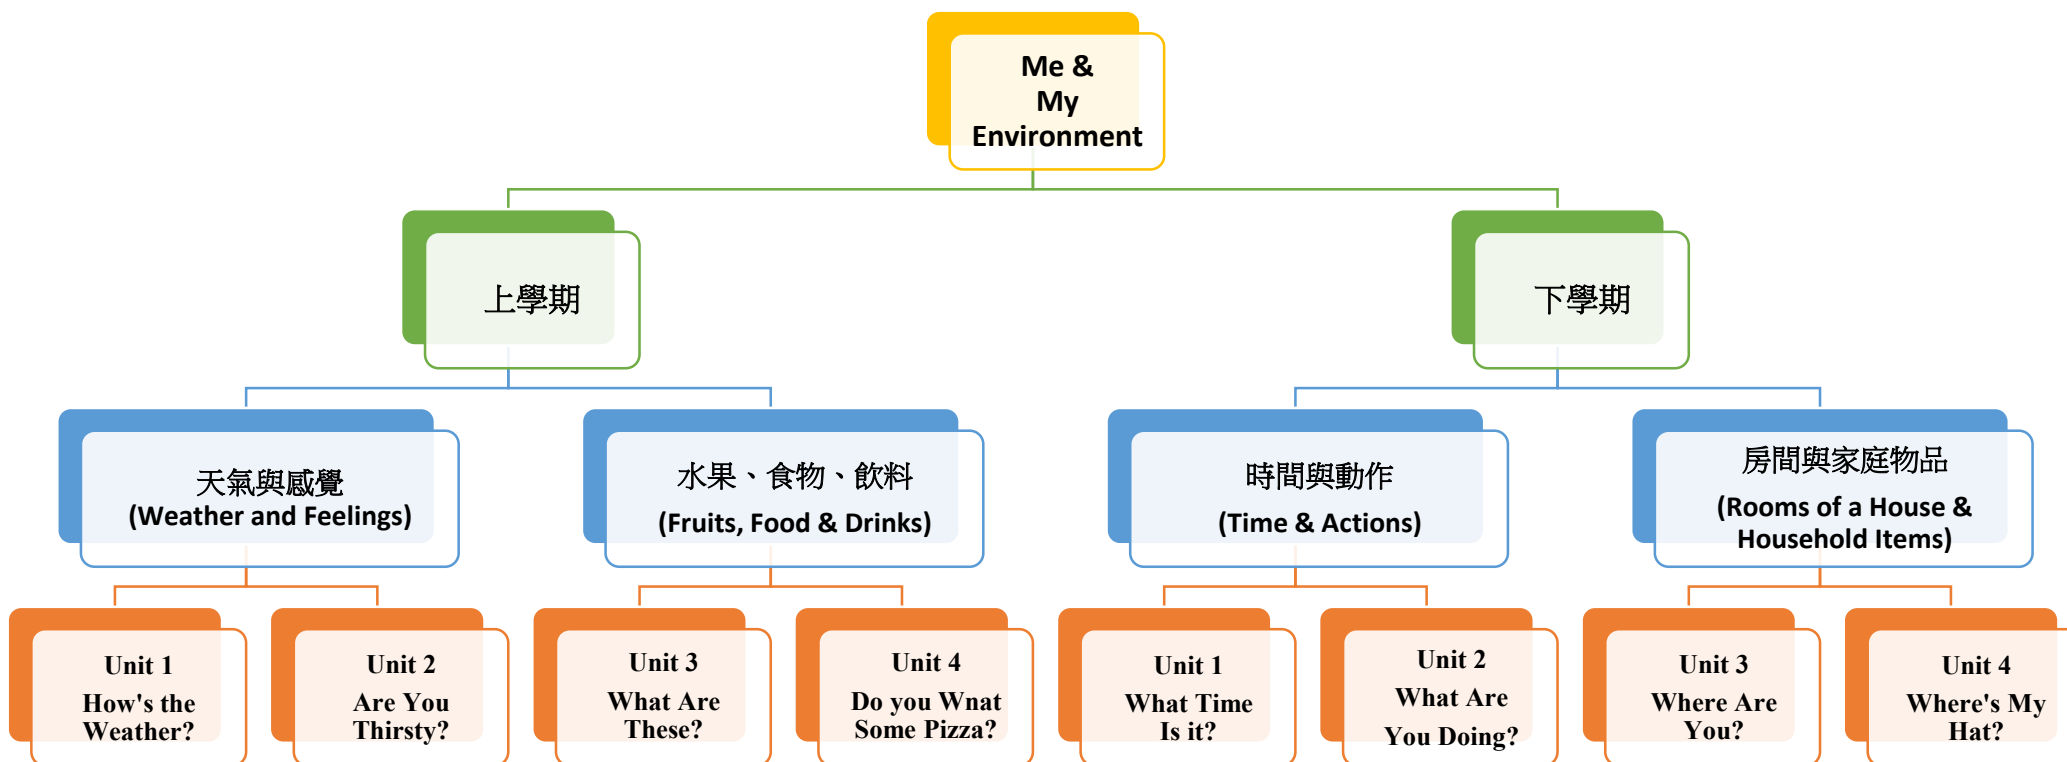 Me &
My
Environment
上學期
下學期
天氣與感覺
(Weather and Feelings)
水果、食物、飲料
(Fruits, Food & Drinks)
時間與動作
(Time & Actions)
房間與家庭物品
(Rooms of a House &
Household Items)
Unit 1
How's the
Weather?
Unit 2
Are You
Thirsty?
Unit 3
What Are
These?
Unit 4
Do you Wnat
Some Pizza?
Unit 1
What Time
Is it?
Unit 2
What Are
You Doing?
Unit 3
Where Are
You?
Unit 4
Where's My
Hat?